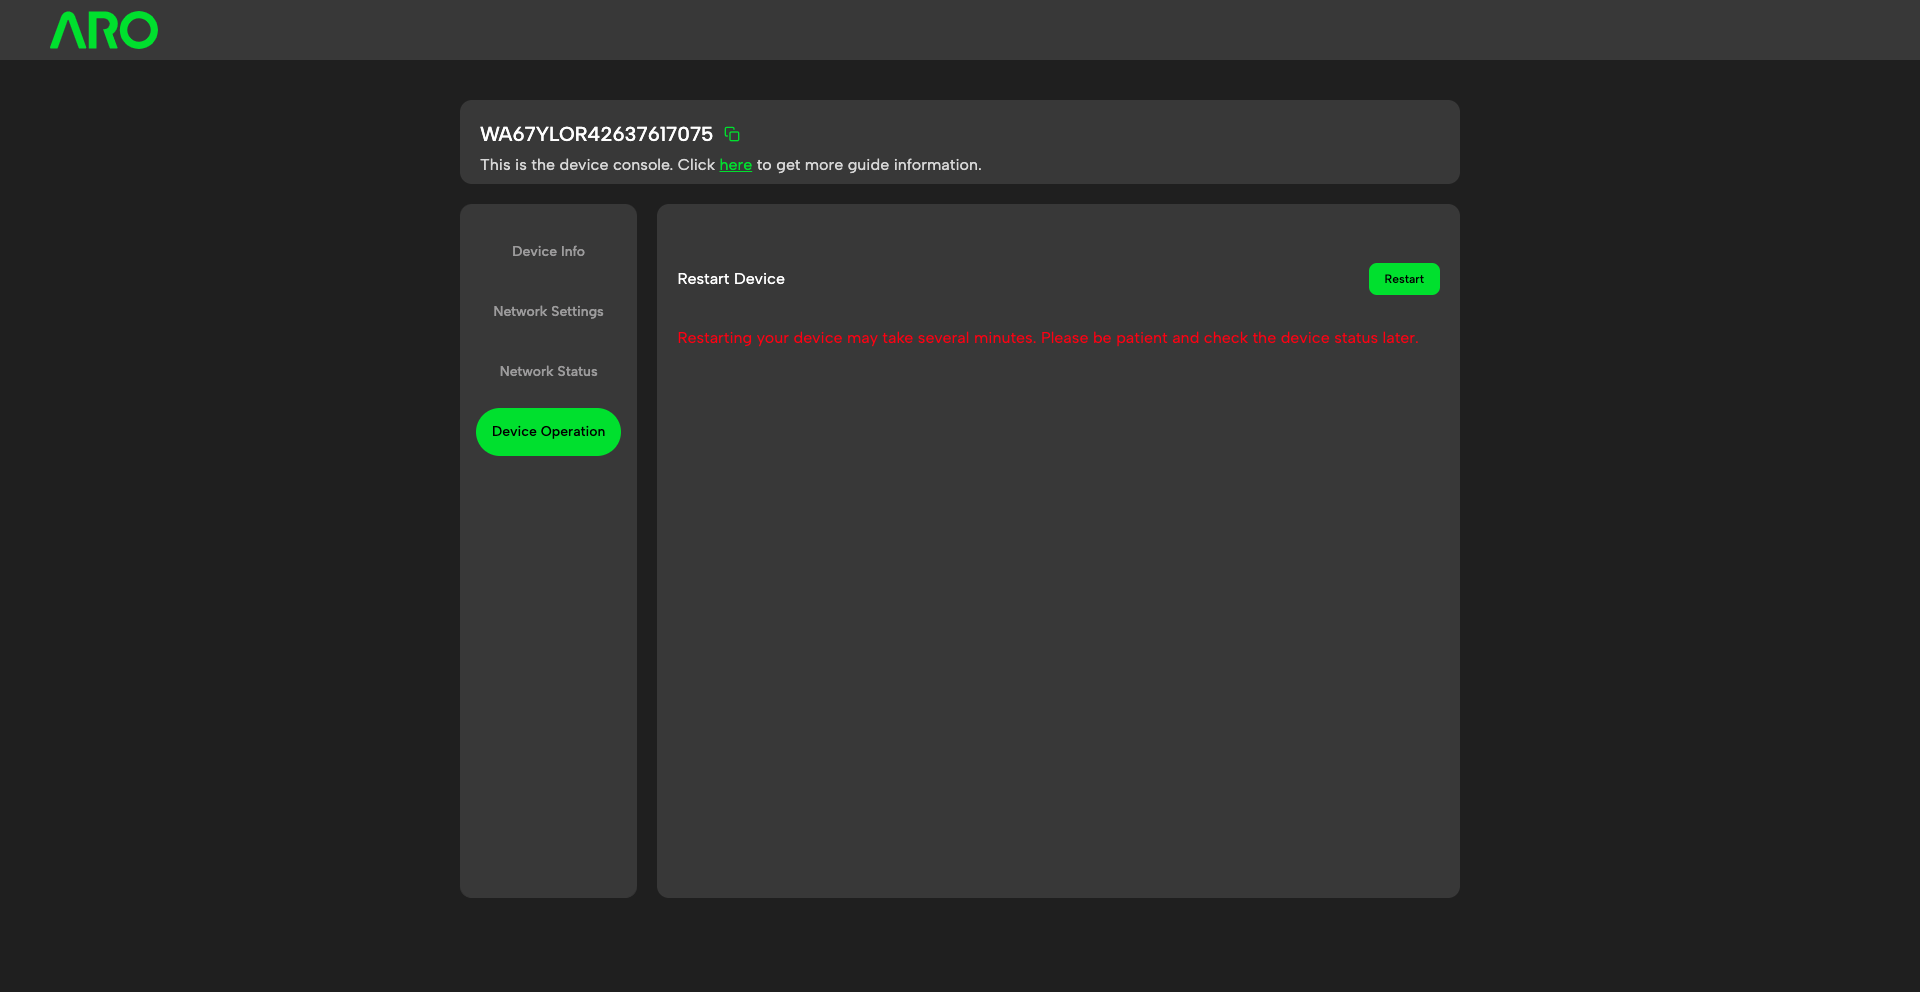 ARO
WA67YLOR42637617075
This is the device console. Click here to get more guide information.
Device Info
Network Settings
Network Status
Device Operation
Restart Device
Restart
Restarting your device may take several minutes. Please be patient and check the device status later.